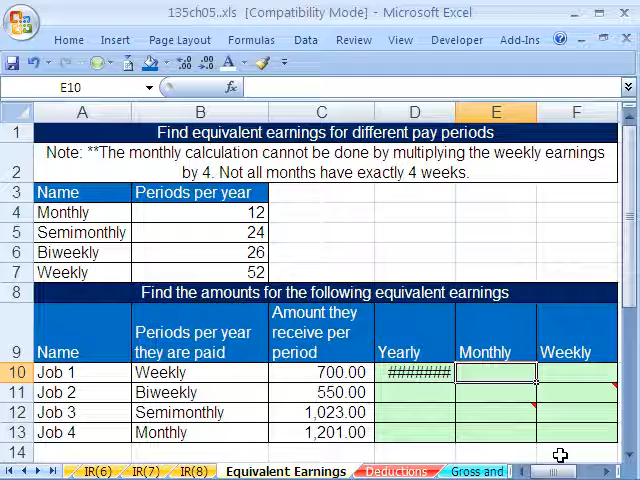 135ch05..xls [Compatibility Mode] - Microsoft Excel
Home Insert Page Layout Formulas Data Review View Developer Add-Ins
E10 fx
A B C D E F
1 Find equivalent earnings for different pay periods
Note: **The monthly calculation cannot be done by multiplying the weekly earnings
2 by 4. Not all months have exactly 4 weeks.
3 Name Periods per year
4 Monthly 12
5 Semimonthly 24
6 Biweekly 26
7 Weekly 52
8 Find the amounts for the following equivalent earnings
Amount they
Periods per year receive per
9 Name they are paid period Yearly Monthly Weekly
10 Job 1 Weekly 700.00 #######
11 Job 2 Biweekly 550.00
12 Job 3 Semimonthly 1,023.00
13 Job 4 Monthly 1,201.00
14
IR(6) IR(7) IR(8) Equivalent Earnings Deductions Gross and